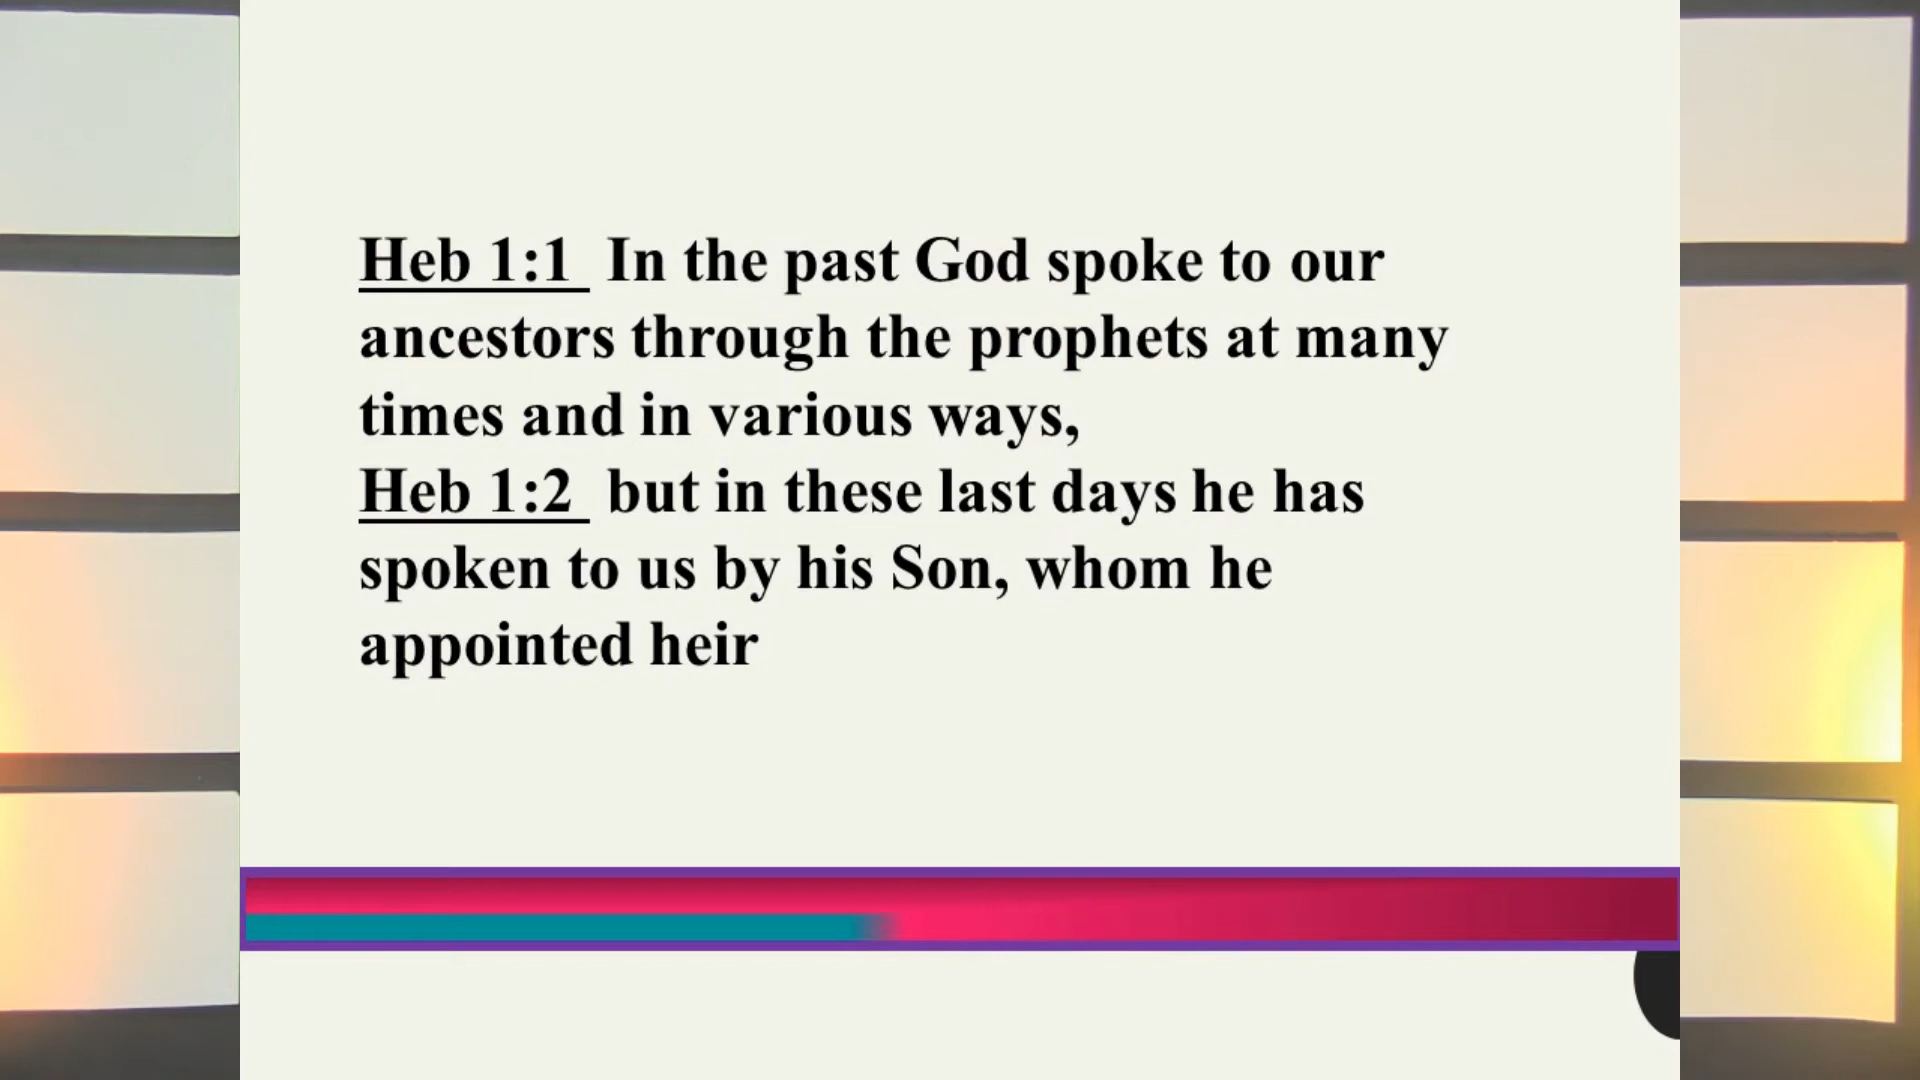 Heb 1:1  In the past God spoke to our
ancestors through the prophets at many
times and in various ways,
Heb 1:2  but in these last days he has
spoken to us by his Son, whom he
appointed heir